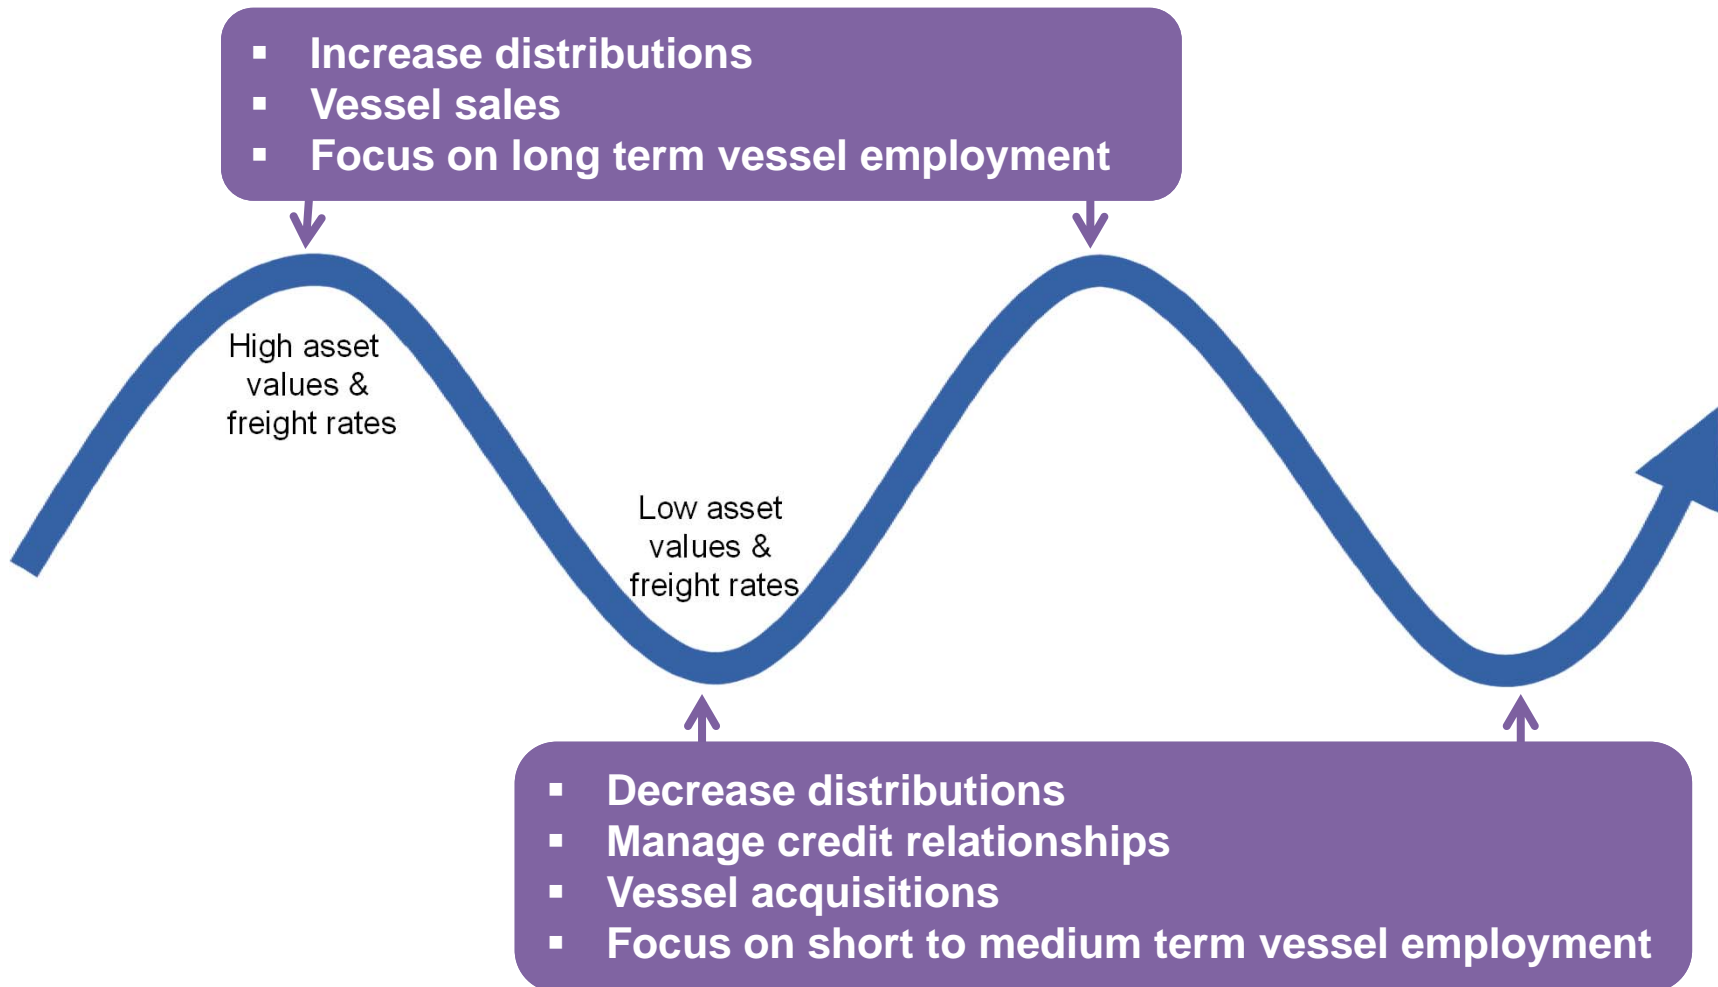 ▪ Increase distributions
▪ Vessel sales
▪ Focus on long term vessel employment
High asset
values &
freight rates
Low asset
values &
freight rates
▪ Decrease distributions
▪ Manage credit relationships
▪ Vessel acquisitions
▪ Focus on short to medium term vessel employment